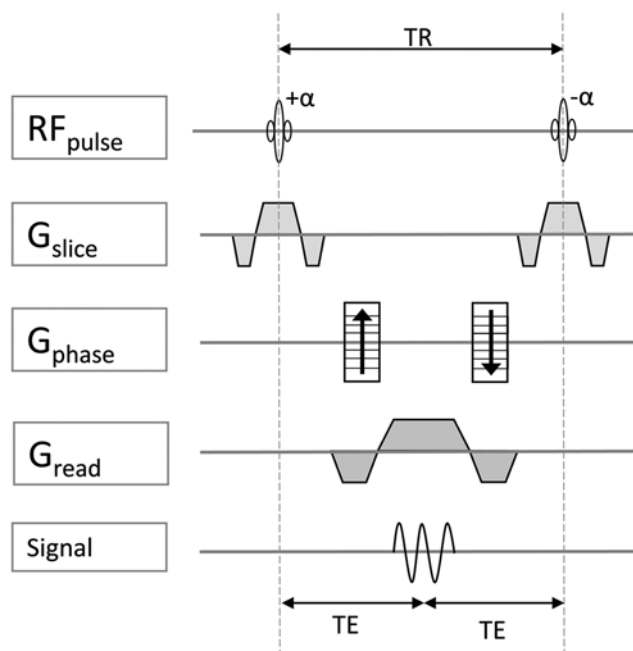 TR
+α
-α
RFpulse
Gslice
Gphase
Gread
Signal
TE
TE